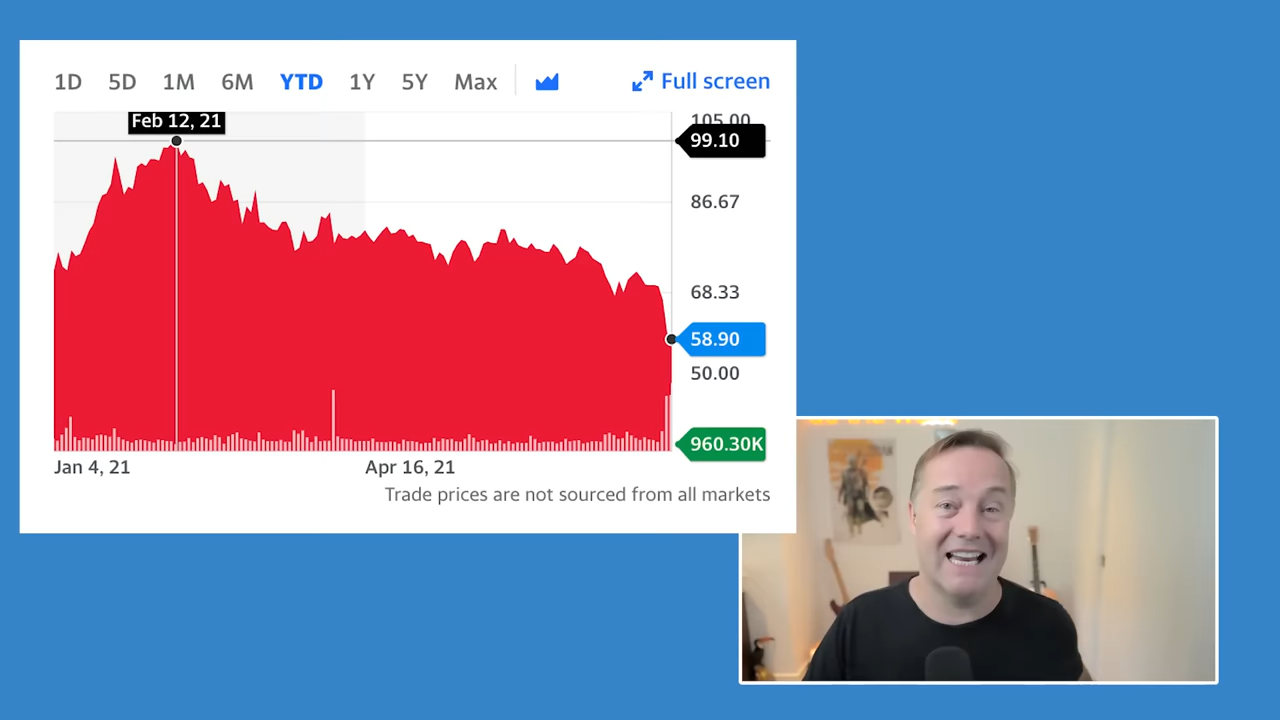 1D 5D 1M 6M YTD 1Y 5Y Max Full screen
Feb 12, 21
105.00
99.10
86.67
68.33
58.90
50.00
960.30K
Jan 4, 21 Apr 16, 21
Trade prices are not sourced from all markets